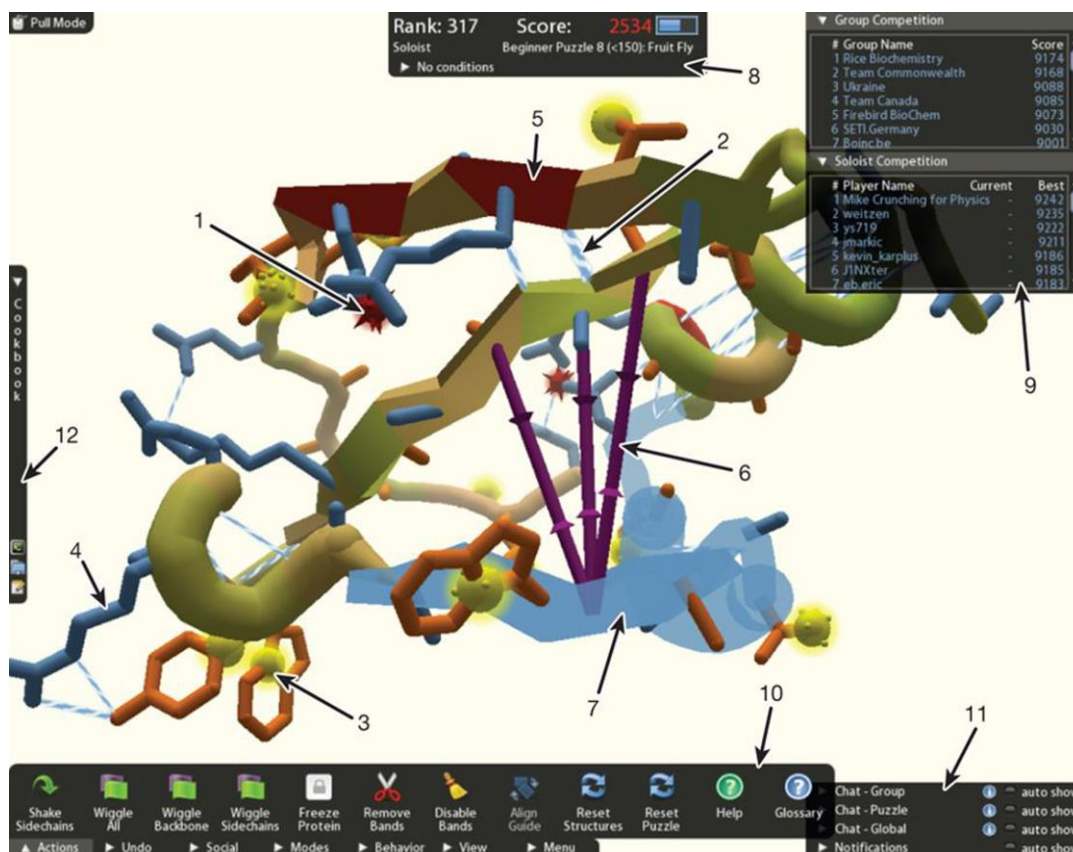 Pull Mode
Rank: 317 Score: 2534
Soloist Beginner Puzzle 8 (<150): Fruit Fly
No conditions
Group Competition
# Group Name Score
1 Rice Biochemistry 9174
2 Team Commonwealth 9168
3 Ukraine 9088
4 Team Canada 9085
5 Firebird BioChem 9073
6 SETI.Germany 9030
7 Boinc.be 9001
Soloist Competition
# Player Name Current Best
1 Mike Crunching for Physics - 9242
2 weitzen - 9235
3 ys719 - 9222
4 jmarkic - 9211
5 kevin_karplus - 9186
6 J1NXter - 9185
7 eb.eric - 9183
8
5
2
1
9
Cookbook
12
6
4
3
7
10
11
Shake Sidechains
Wiggle All
Wiggle Backbone
Wiggle Sidechains
Freeze Protein
Remove Bands
Disable Bands
Align Guide
Reset Structures
Reset Puzzle
Help
Glossary
Actions Undo Social Modes Behavior View Menu
Chat - Group auto show
Chat - Puzzle auto show
Chat - Global auto show
Notifications auto show